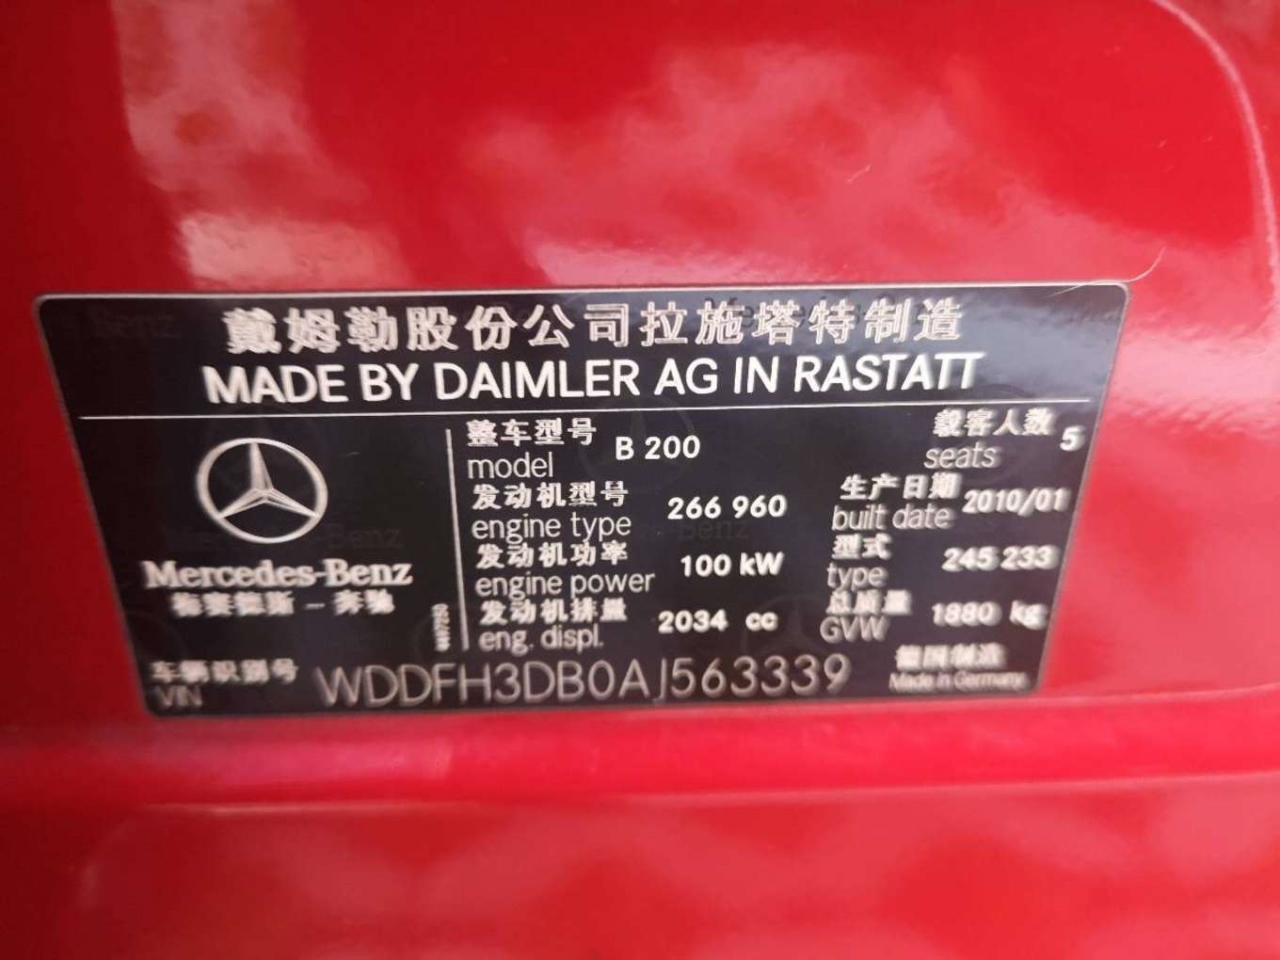 戴姆勒股份公司拉施塔特制造
MADE BY DAIMLER AG IN RASTATT
整车型号 model B 200
载客人数 seats 5
发动机型号 engine type 266 960
生产日期 built date 2010/01
发动机功率 engine power 100 kW
型式 type 245 233
发动机排量 eng. displ. 2034 cc
总质量 GVW 1880 kg
Mercedes-Benz
梅赛德斯-奔驰
车辆识别号 VIN WDDFH3DB0AJ563339
德国制造
Made in Germany